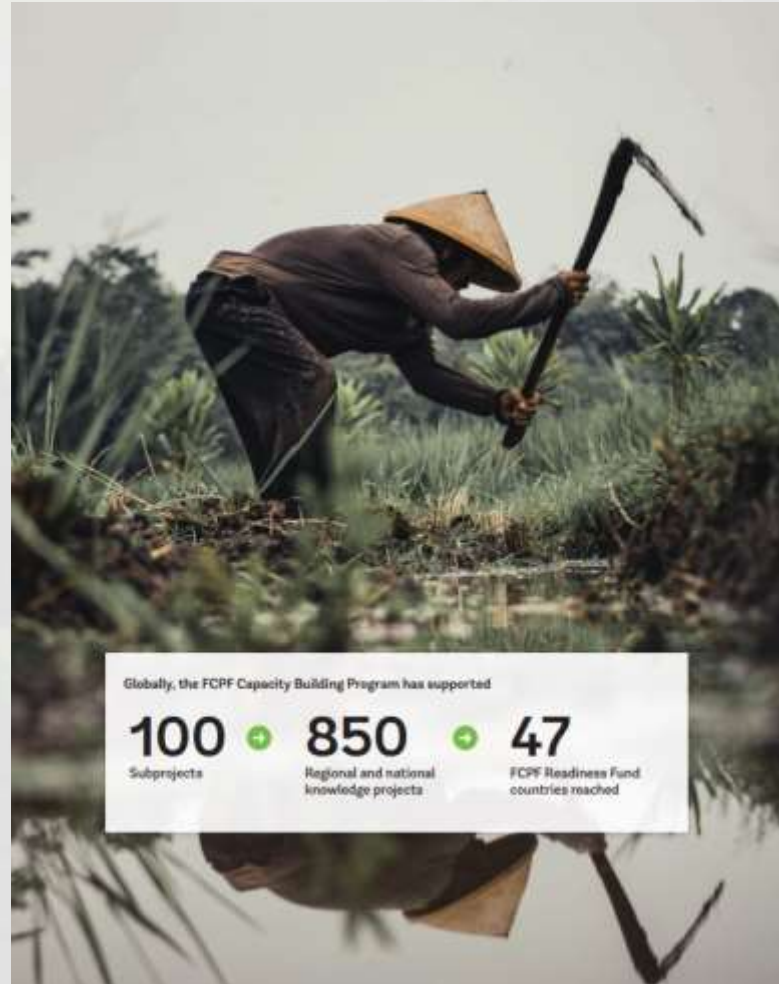 Globally, the FCPF Capacity Building Program has supported
100
Subprojects
850
Regional and national
knowledge projects
47
FCPF Readiness Fund
countries reached